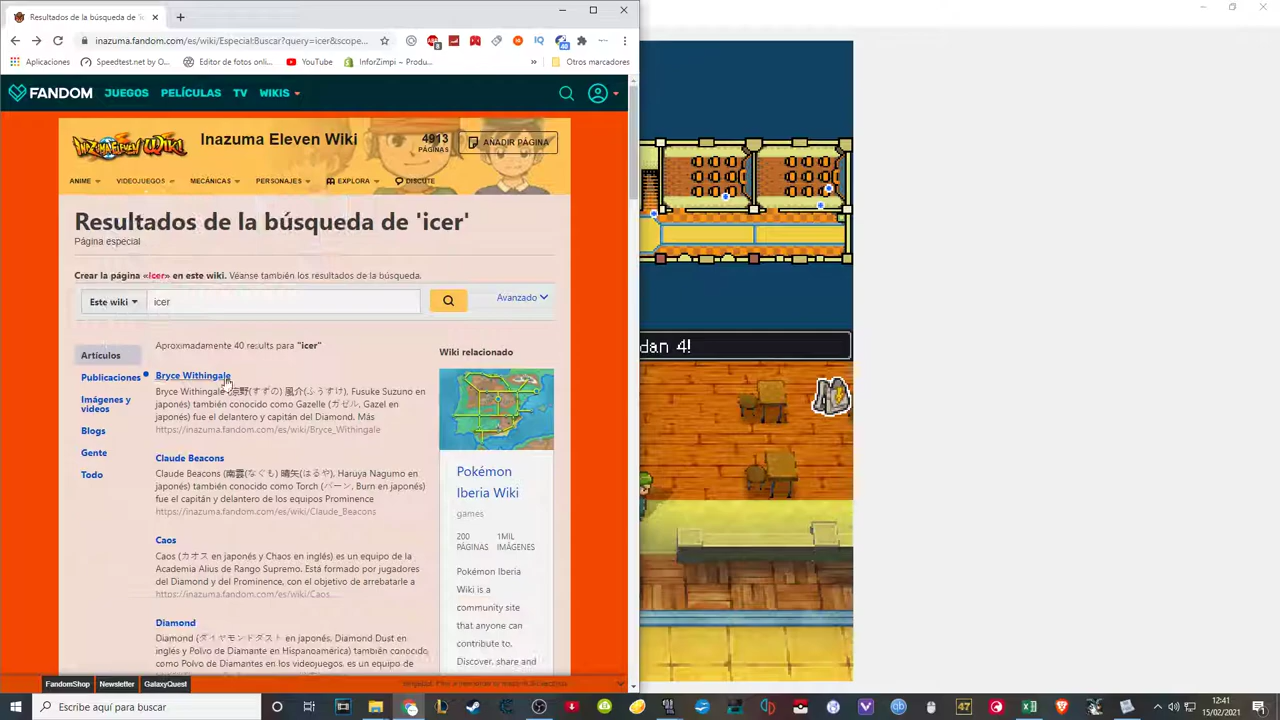 Resultados de la búsqueda de 'ic
inazuma.fandom.com/es/wiki/Especial:Buscar?query=icer&scope...
Aplicaciones
Speedtest.net by O...
Editor de fotos onli...
YouTube
InforZimpi ~ Produ...
»
Otros marcadores
FANDOM
JUEGOS
PELÍCULAS
TV
WIKIS
INAZUMA ELEVEN WIKI
Inazuma Eleven Wiki
4913
PÁGINAS
AÑADIR PÁGINA
ANIME
VIDEOJUEGOS
MECÁNICAS
PERSONAJES
EXPLORA
DISCUTE
Resultados de la búsqueda de 'icer'
Página especial
Crear la página «Icer» en este wiki. Véanse también los resultados de la búsqueda.
Este wiki
icer
Avanzado
Artículos
Publicaciones
Imágenes y
vídeos
Blogs
Gente
Todo
Aproximadamente 40 results para "icer"
Bryce Withingale
Bryce Withingale 原野(すずの) 風介(ふうすけ), Fusuke Suzuno en
japonés) también conocido como Gazelle (ガゼル, Gazel en
japonés) fue el delantero y capitán del Diamond. Más
https://inazuma.fandom.com/es/wiki/Bryce_Withingale
Claude Beacons
Claude Beacons (南雲(なぐも) 晴矢(はるや), Haruya Nagumo en
japonés) también conocido como Torch (バーン, Burn en japonés)
fue el capitán y delantero de los equipos Prominence
https://inazuma.fandom.com/es/wiki/Claude_Beacons
Caos
Caos (カオス en japonés y Chaos en inglés) es un equipo de la
Academia Alius de Rango Supremo. Está formado por jugadores
del Diamond y del Prominence, con el objetivo de arrebatarle a
https://inazuma.fandom.com/es/wiki/Caos...
Diamond
Diamond (ダイヤモンドダスト en japonés, Diamond Dust en
inglés y Polvo de Diamante en Hispanoamérica) también conocido
como Polvo de Diamantes en los videojuegos, es un equipo de
Wiki relacionado
Pokémon
Iberia Wiki
games
200
PÁGINAS
1MIL
IMÁGENES
Pokémon Iberia
Wiki is a
community site
that anyone can
contribute to.
Discover, share and
FandomShop
Newsletter
GalaxyQuest
dan 4!
Escribe aquí para buscar
12:41
15/02/2021